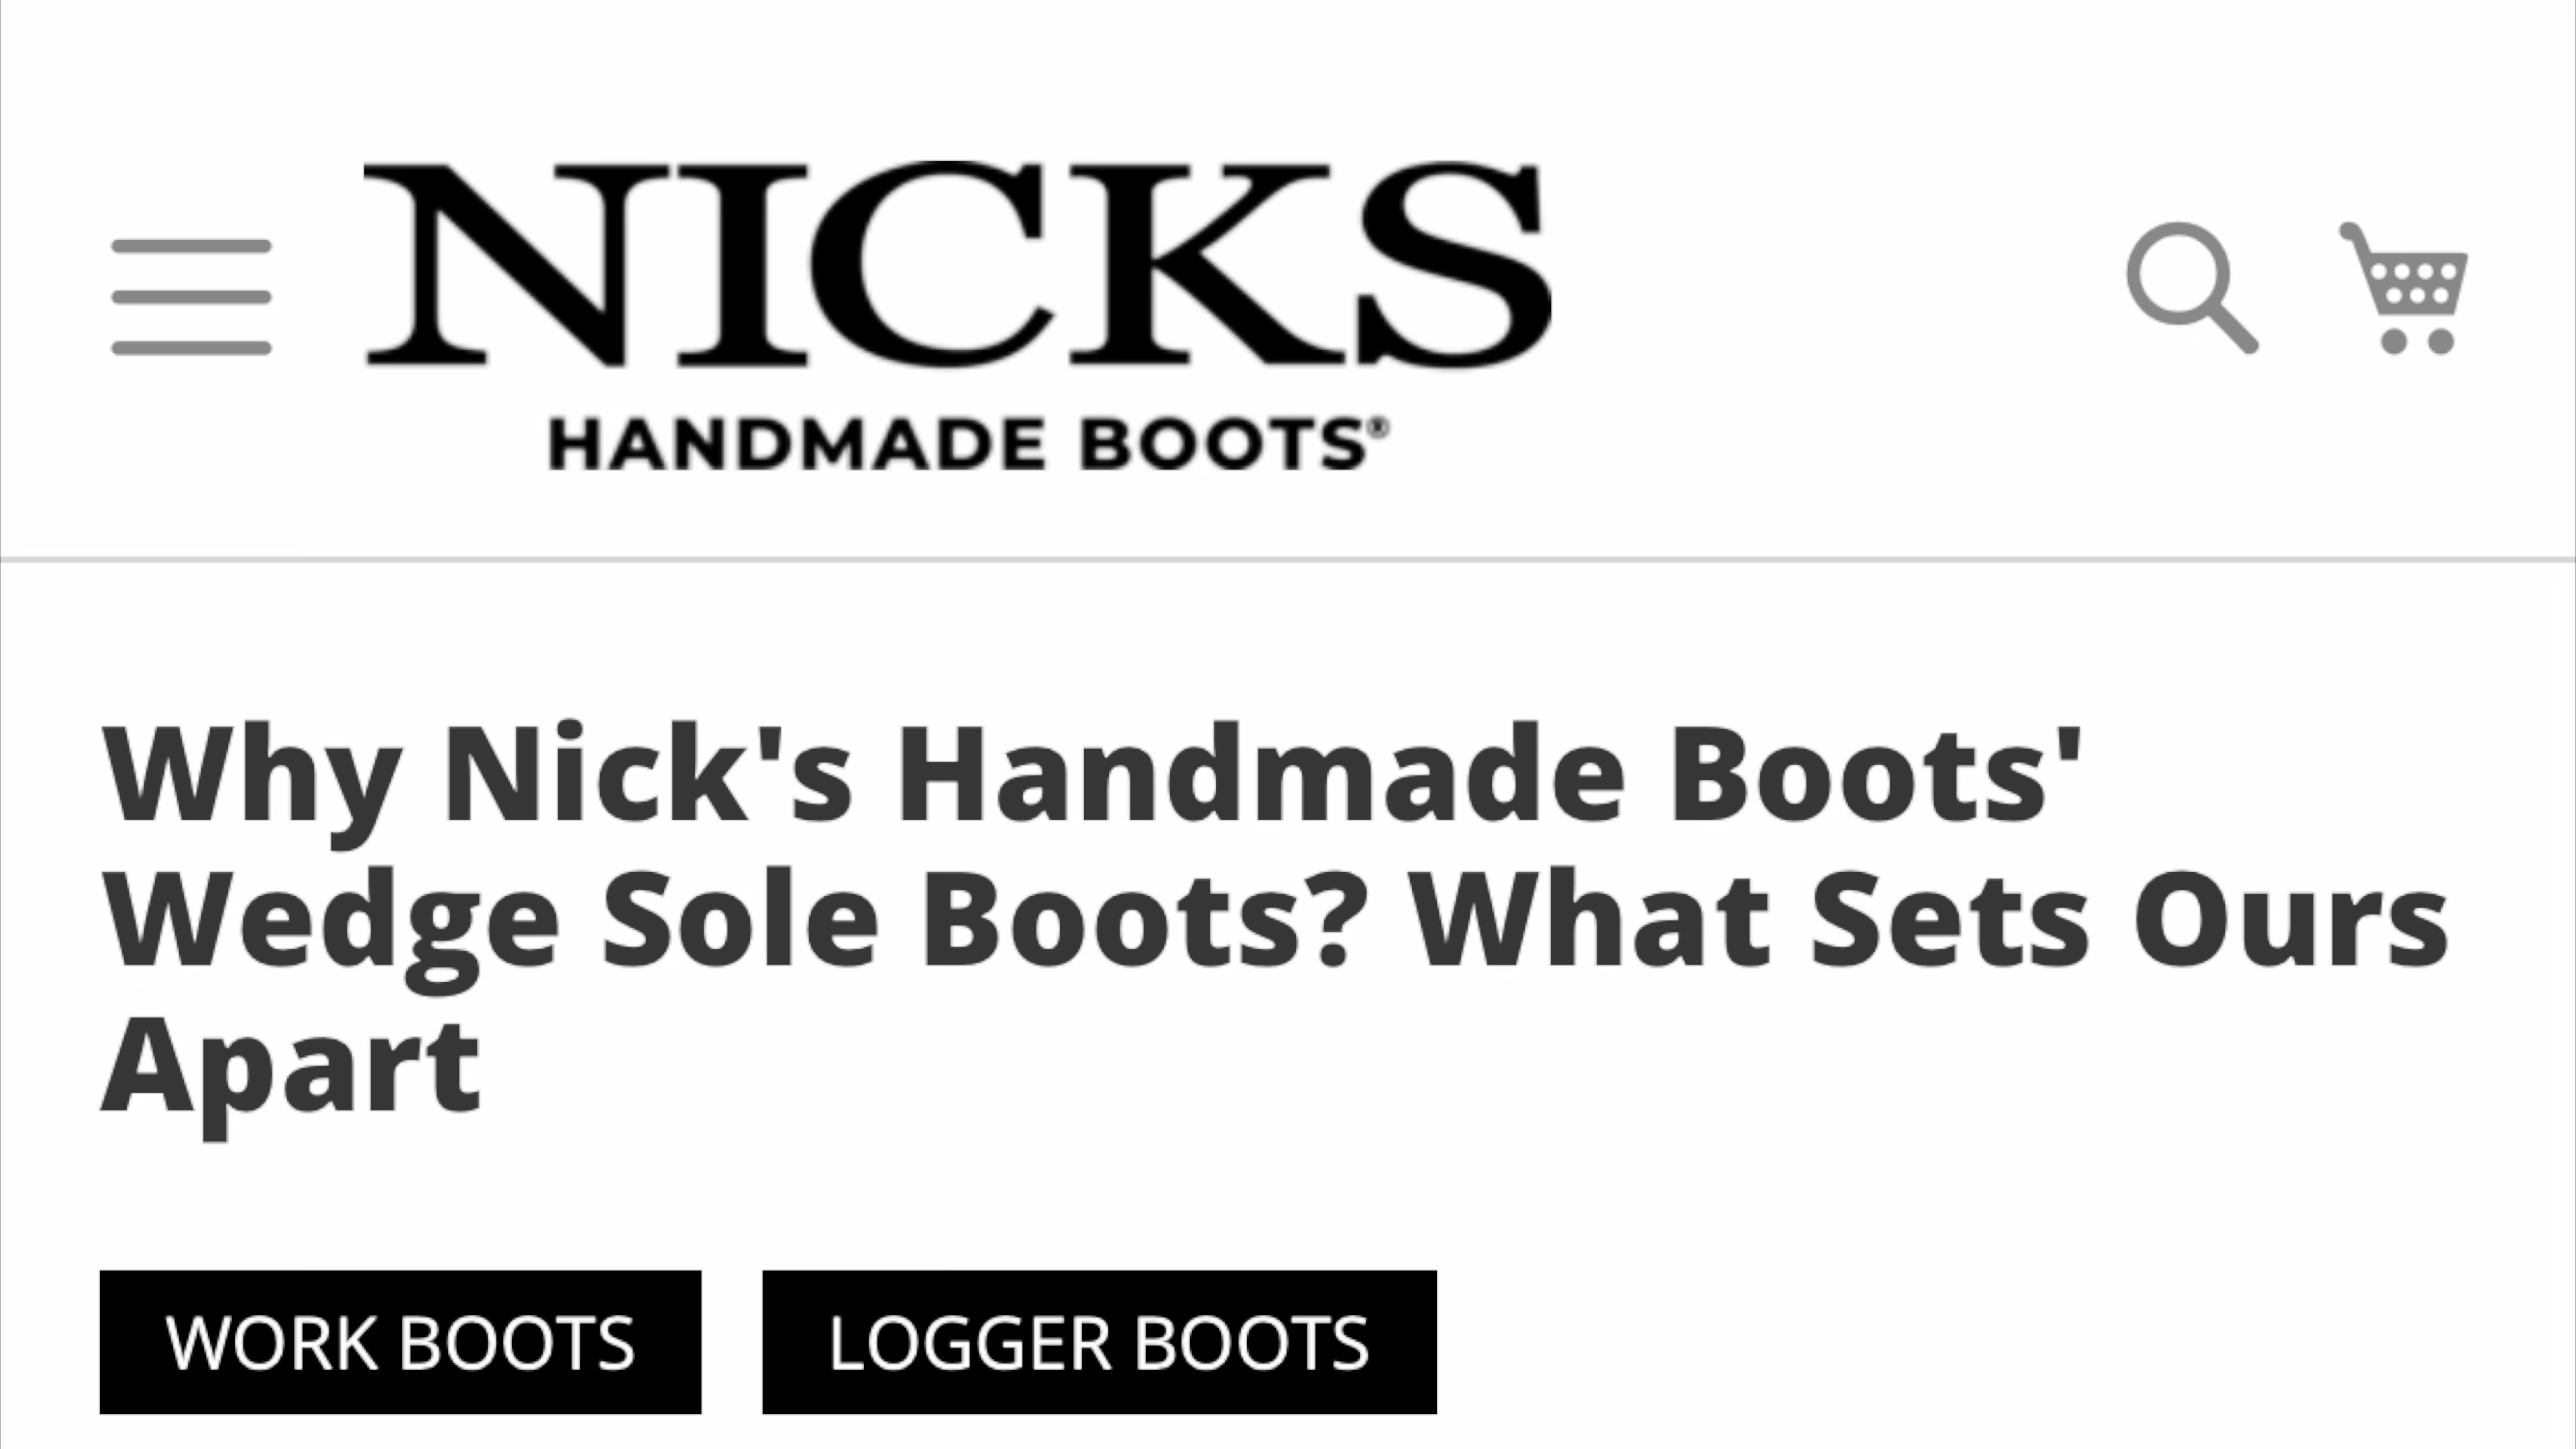 NICKS
HANDMADE BOOTS®
Why Nick's Handmade Boots'
Wedge Sole Boots? What Sets Ours
Apart
WORK BOOTS
LOGGER BOOTS